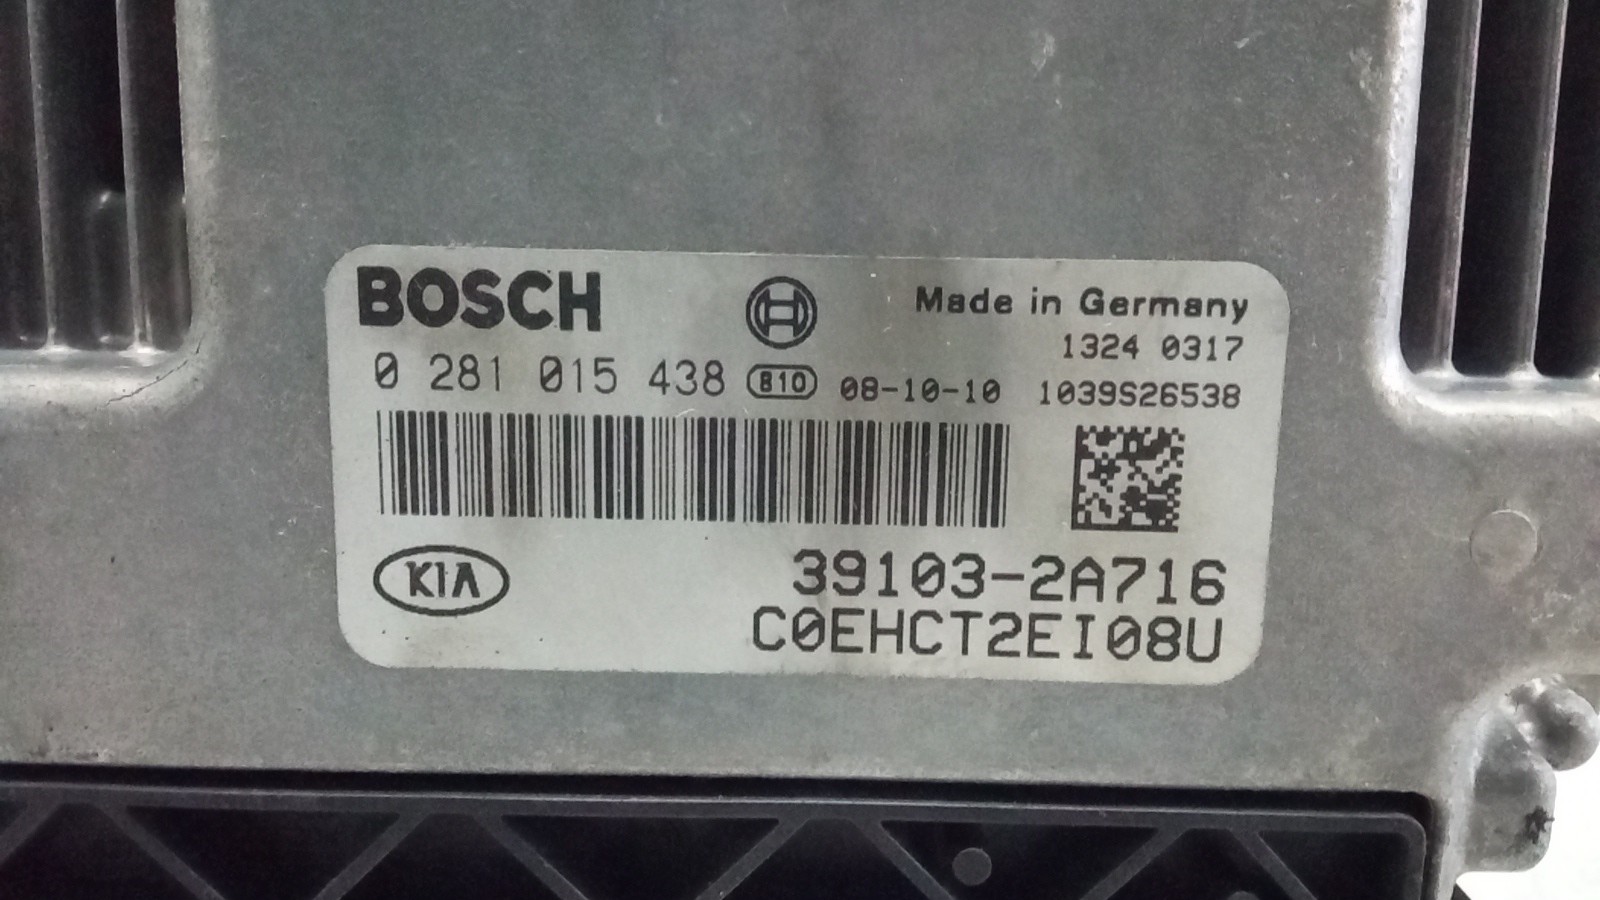 BOSCH
Made in Germany
1324 0317
0 281 015 438 810 08-10-10 1039S26538
KIA
39103-2A716
C0EHCT2EI08U